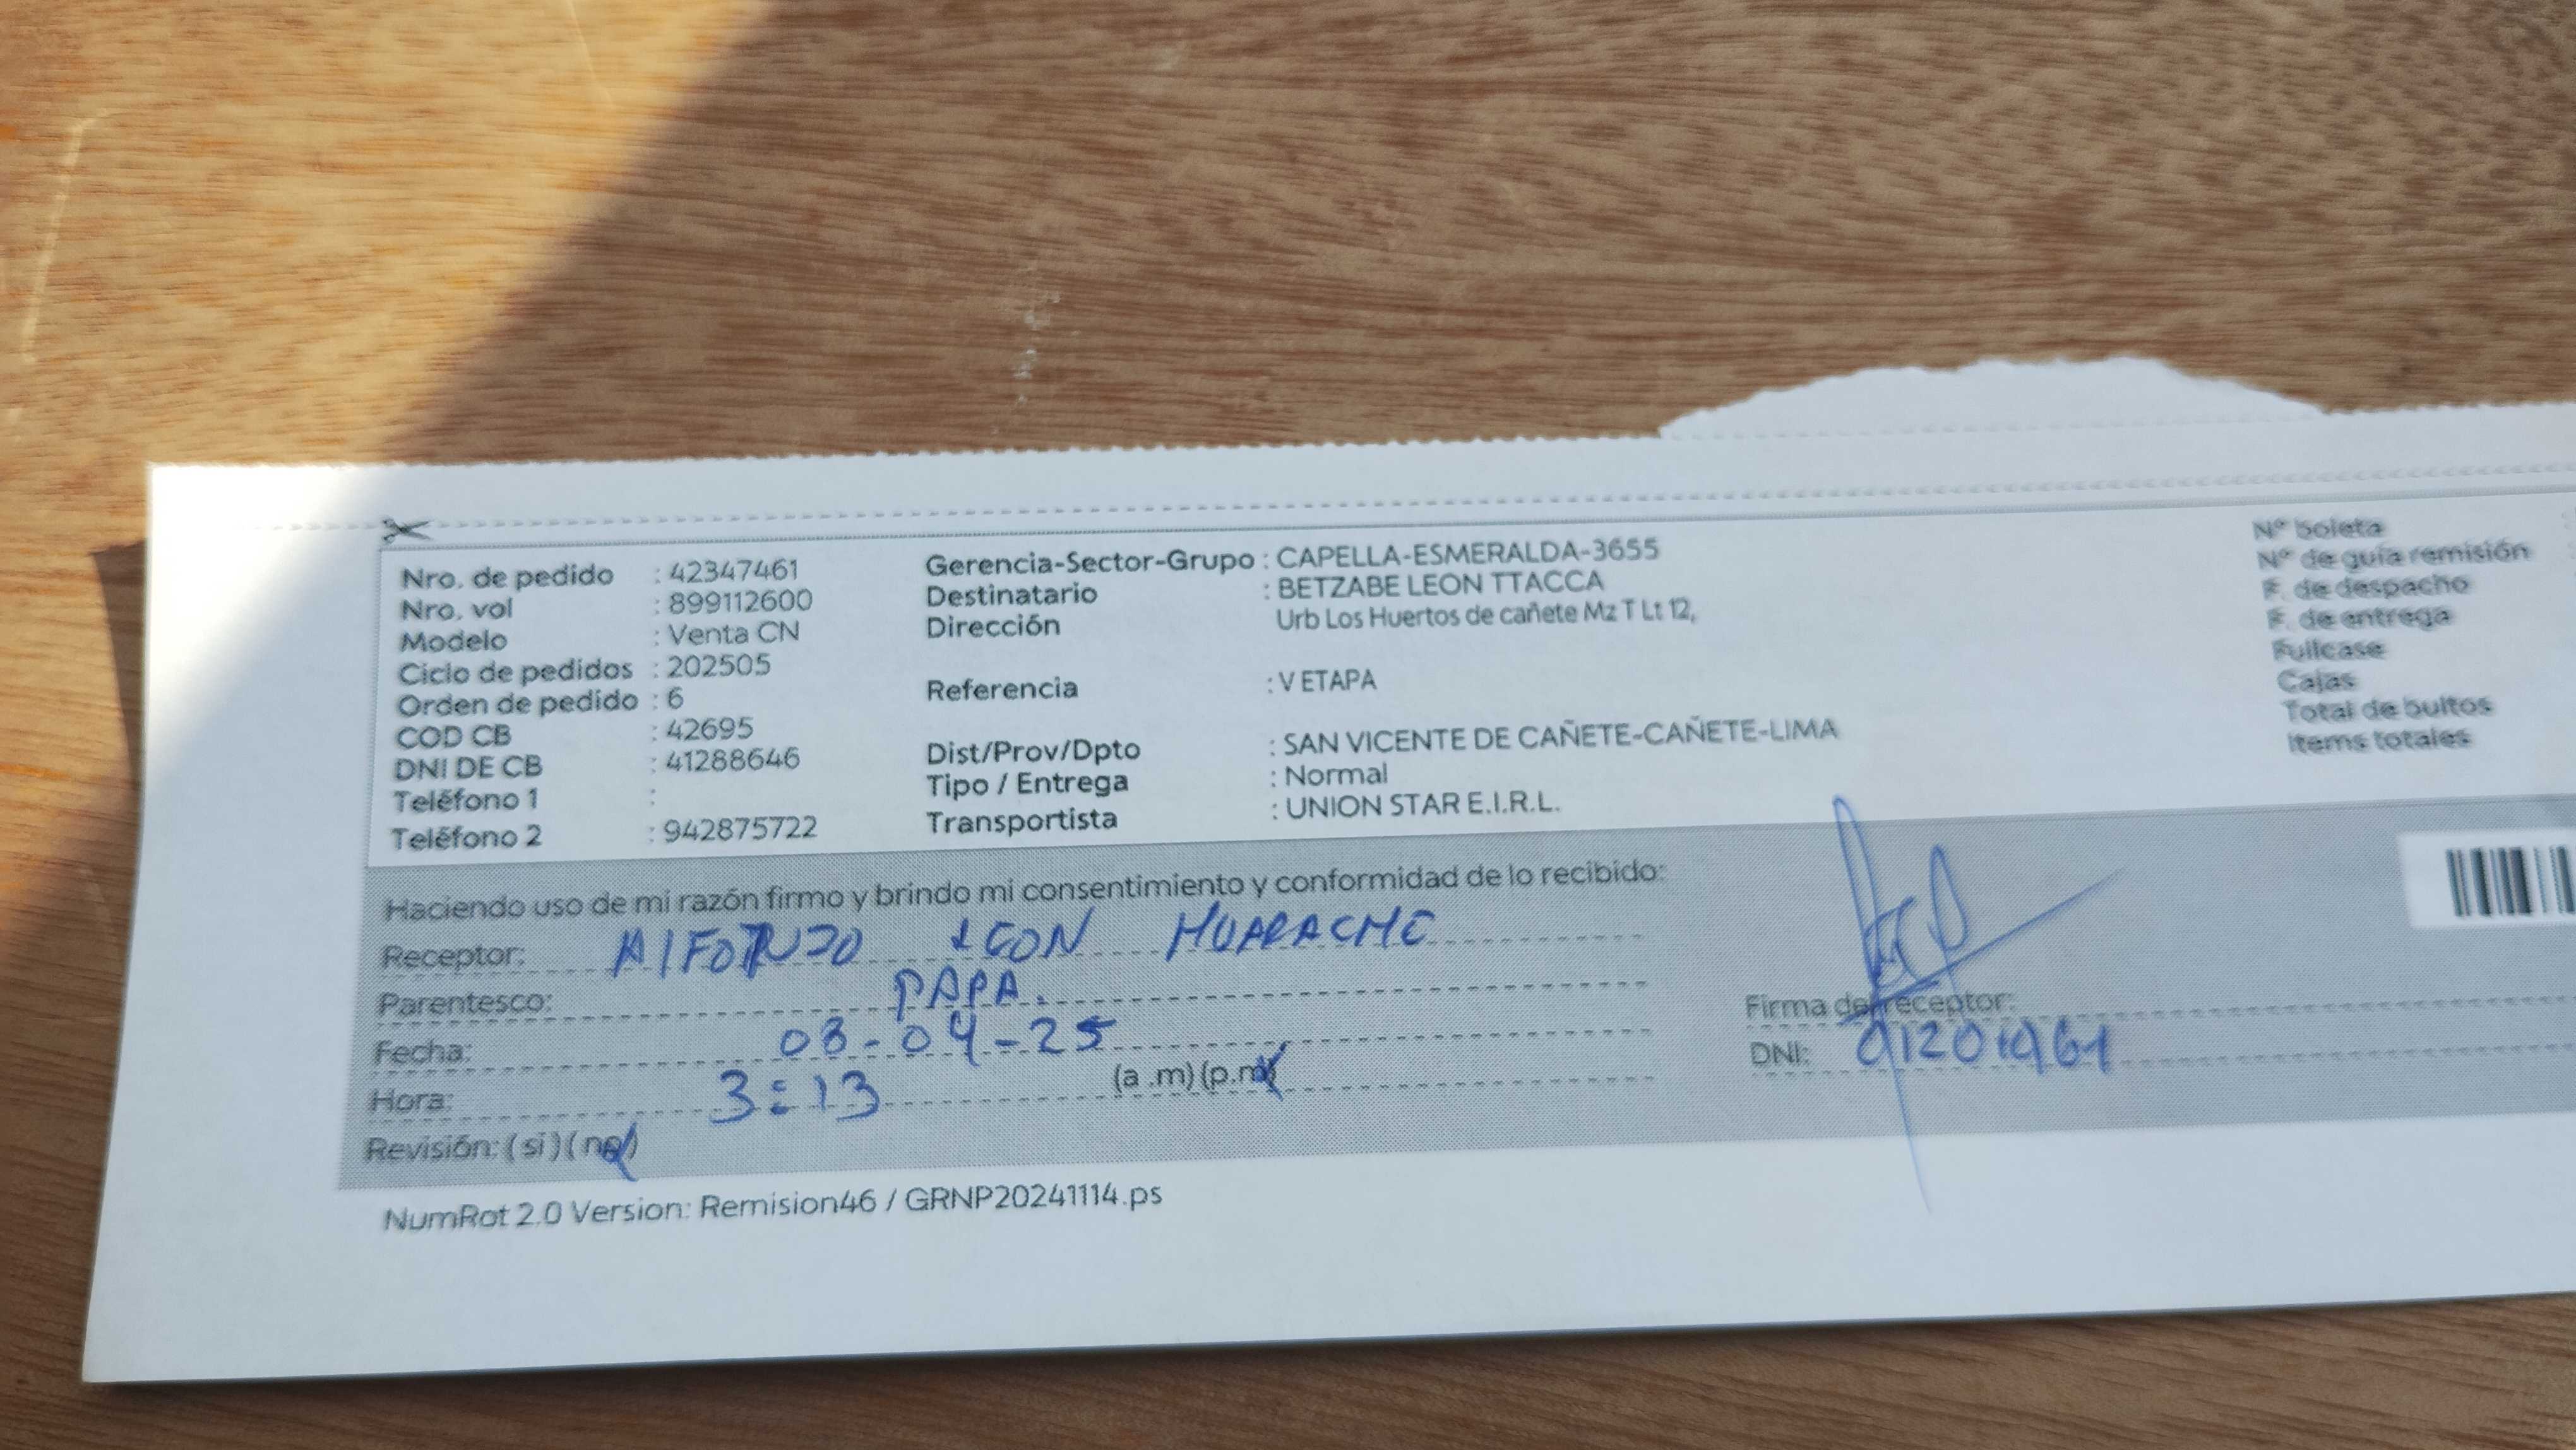 Nro. de pedido : 42347461
Nro. vol : 899112600
Modelo : Venta CN
Ciclo de pedidos : 202505
Orden de pedido : 6
COD CB : 42695
DNI DE CB : 41288646
Teléfono 1 :
Teléfono 2 : 942875722
Gerencia-Sector-Grupo : CAPELLA-ESMERALDA-3655
Destinatario : BETZABE LEON TTACCA
Dirección Urb Los Huertos de cañete Mz T Lt 12,
Referencia : V ETAPA
Dist/Prov/Dpto : SAN VICENTE DE CAÑETE-CAÑETE-LIMA
Tipo / Entrega : Normal
Transportista : UNION STAR E.I.R.L.
Nº boleta
Nº de guía remisión
F. de despacho
F. de entrega
Fullcase
Cajas
Total de bultos
Items totales
Haciendo uso de mi razón firmo y brindo mi consentimiento y conformidad de lo recibido:
Receptor: LEON HUARACHE
Parentesco: PAPA.
Fecha: 03-04-25
Hora: 3:13 (a .m) (p.m)
Revisión: ( si ) ( no )
Firma del receptor:
DNI:
NumRot 2.0 Version: Remision46 / GRNP20241114.ps